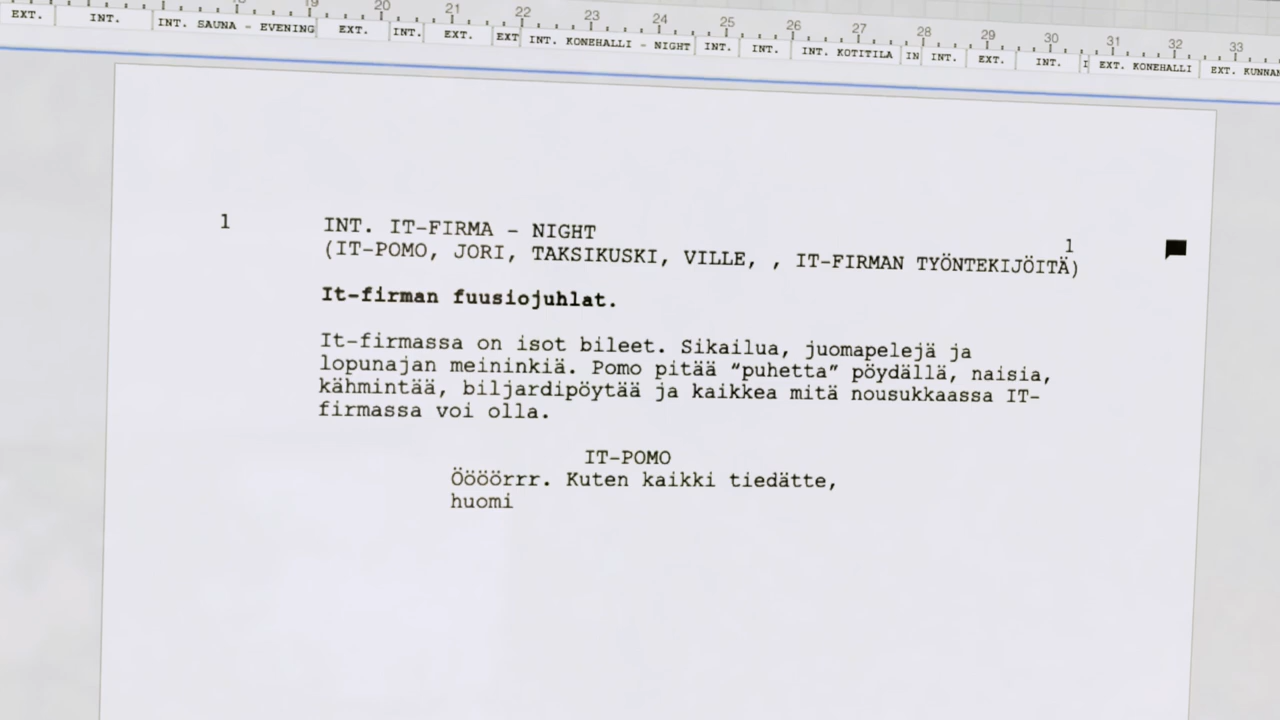 20 21 22 23 24 25 26 27 28 29 30 31 32 33
EXT. INT. INT. SAUNA - EVENING EXT. INT. EXT. EXT INT. KONEHALLI - NIGHT INT. INT. INT. KOTITILA IN INT. EXT. INT. I EXT. KONEHALLI EXT. KUNNAN
1 INT. IT-FIRMA - NIGHT 1
(IT-POMO, JORI, TAKSIKUSKI, VILLE, , IT-FIRMAN TYÖNTEKIJÖITÄ)
It-firman fuusiojuhlat.
It-firmassa on isot bileet. Sikailua, juomapelejä ja
lopunajan meininkiä. Pomo pitää “puhetta” pöydällä, naisia,
kähmintää, biljardipöytää ja kaikkea mitä nousukkaassa IT-
firmassa voi olla.
IT-POMO
Öööörrr. Kuten kaikki tiedätte,
huomi